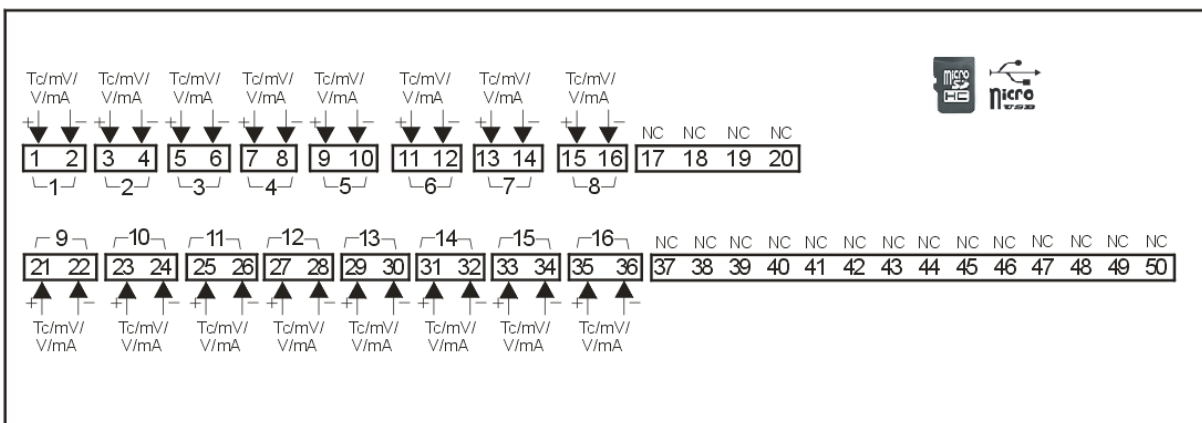 Tc/mV/ Tc/mV/ Tc/mV/ Tc/mV/ Tc/mV/ Tc/mV/ Tc/mV/ Tc/mV/
V/mA V/mA V/mA V/mA V/mA V/mA V/mA V/mA
+ − + − + − + − + − + − + − + −
NC NC NC NC
1 2 3 4 5 6 7 8 9 10 11 12 13 14 15 16 17 18 19 20
1 2 3 4 5 6 7 8
micro
SD
HC
micro
USB
9 10 11 12 13 14 15 16
NC NC NC NC NC NC NC NC NC NC NC NC NC NC
21 22 23 24 25 26 27 28 29 30 31 32 33 34 35 36 37 38 39 40 41 42 43 44 45 46 47 48 49 50
+ − + − + − + − + − + − + − + −
Tc/mV/ Tc/mV/ Tc/mV/ Tc/mV/ Tc/mV/ Tc/mV/ Tc/mV/ Tc/mV/
V/mA V/mA V/mA V/mA V/mA V/mA V/mA V/mA